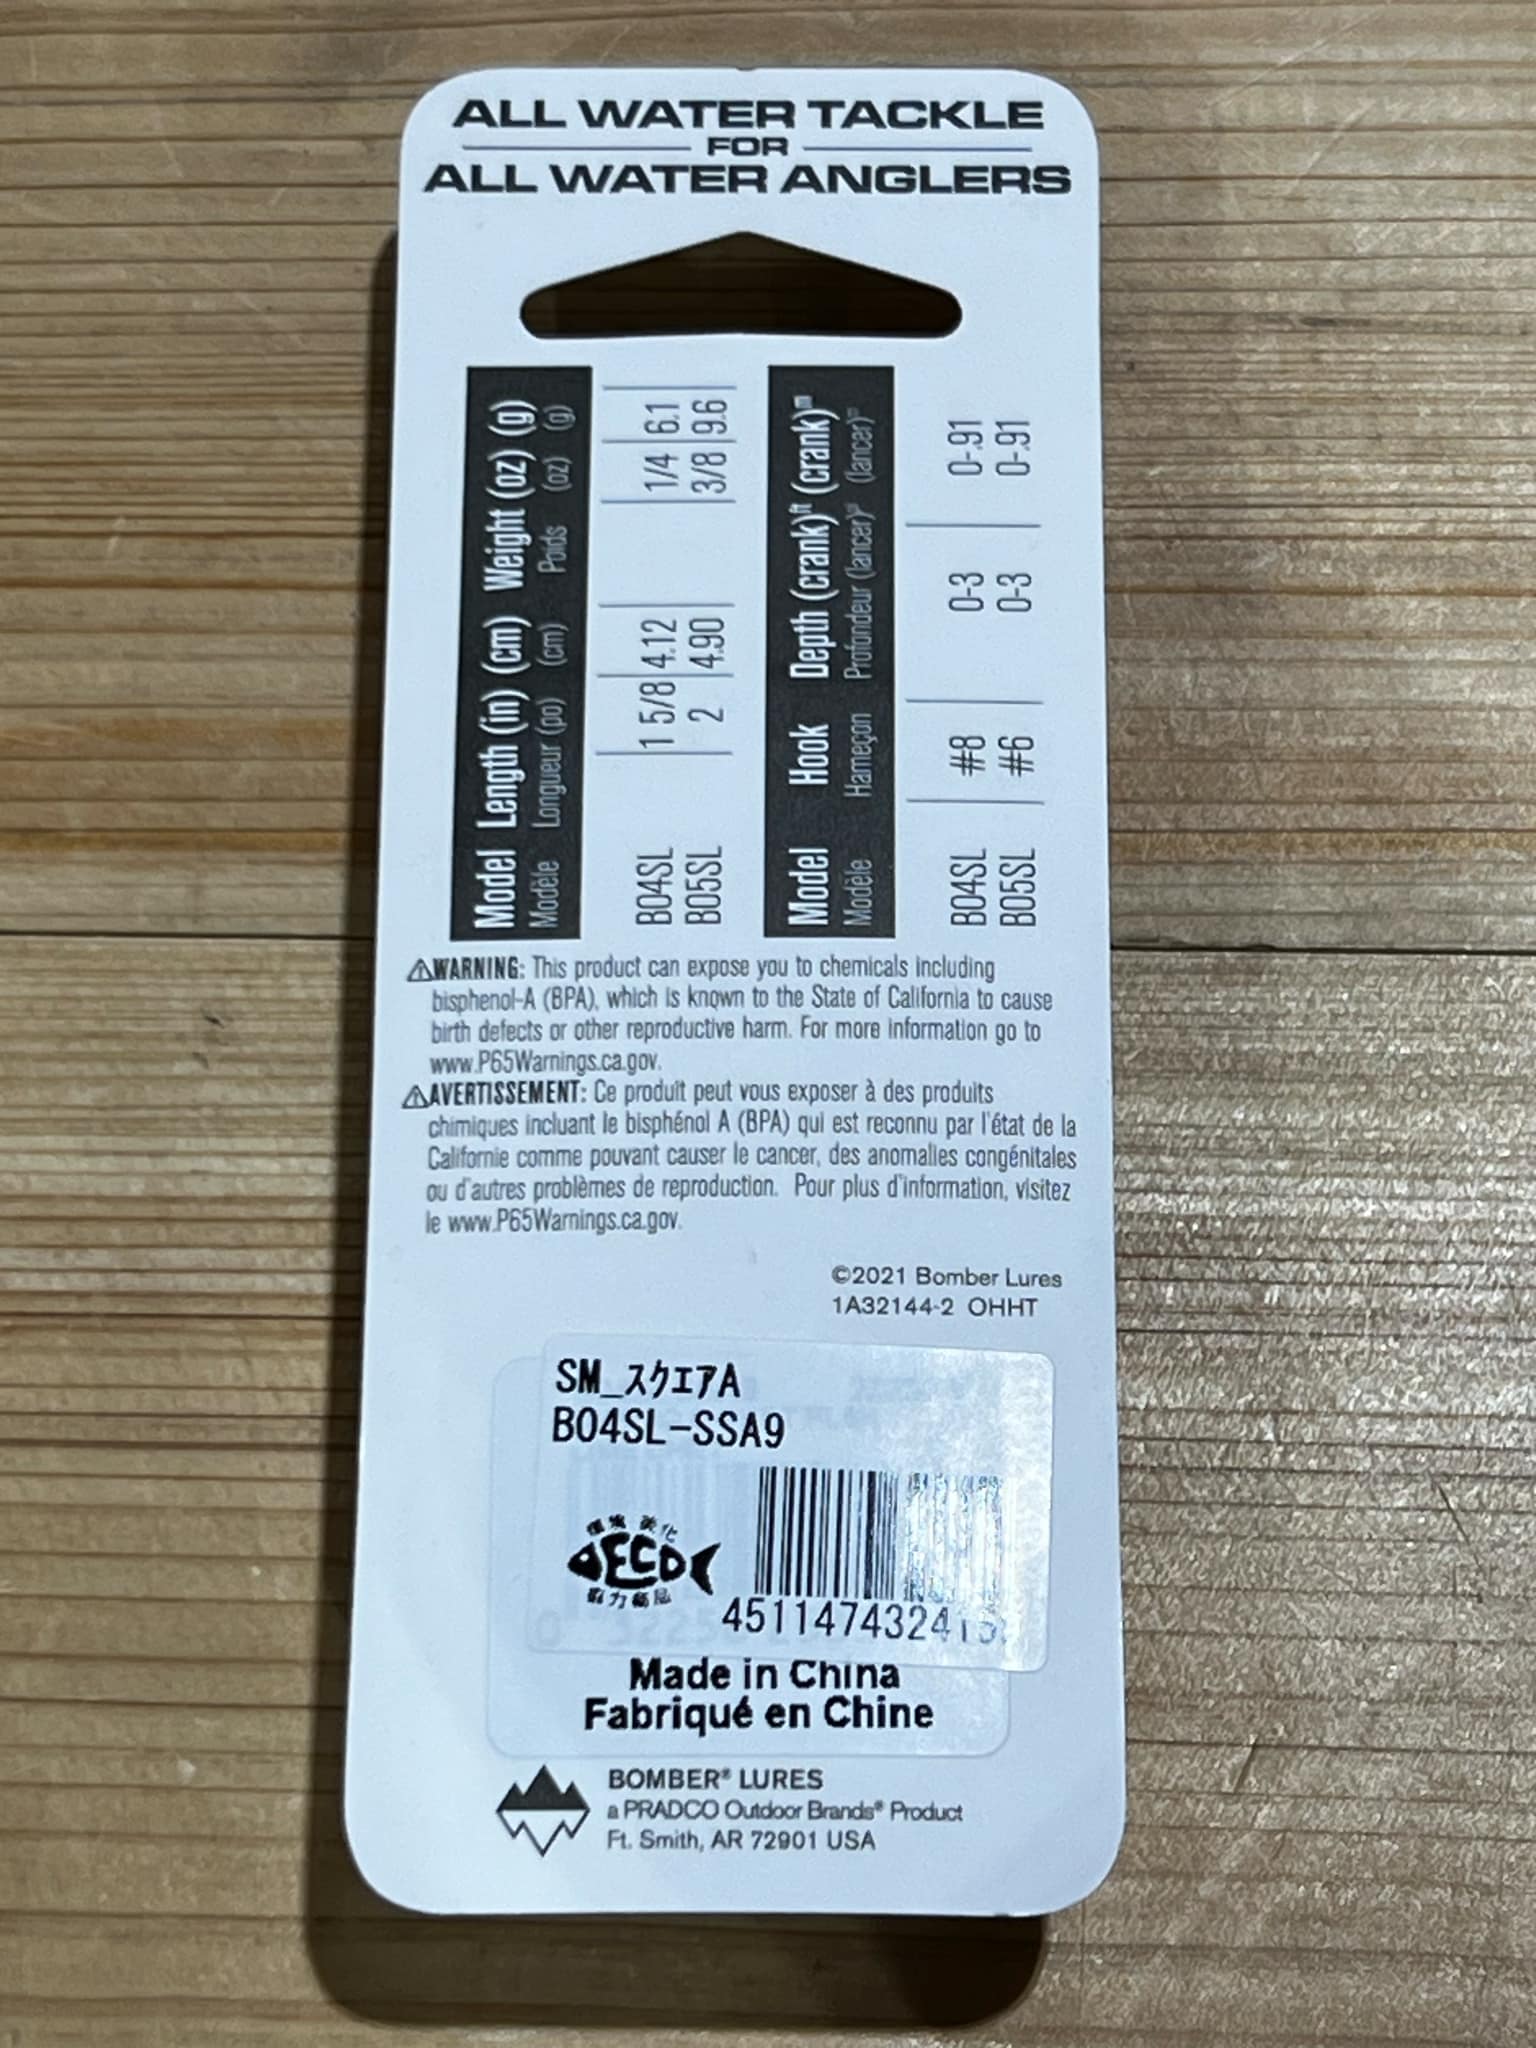 ALL WATER TACKLE
FOR
ALL WATER ANGLERS
Model Length (in) (cm) Weight (oz) (g)
Modèle Longueur (po) (cm) Poids (oz) (g)
B04SL 1 5/8 4.12 1/4 6.1
B05SL 2 4.90 3/8 9.6
Model Hook Depth (crank)ft (crank)m
Modèle Hameçon Profondeur (lancer)pi (lancer)m
B04SL #8 0-3 0-.91
B05SL #6 0-3 0-.91
⚠WARNING: This product can expose you to chemicals including
bisphenol-A (BPA), which is known to the State of California to cause
birth defects or other reproductive harm. For more information go to
www.P65Warnings.ca.gov.
⚠AVERTISSEMENT: Ce produit peut vous exposer à des produits
chimiques incluant le bisphénol A (BPA) qui est reconnu par l'état de la
Californie comme pouvant causer le cancer, des anomalies congénitales
ou d'autres problèmes de reproduction. Pour plus d'information, visitez
le www.P65Warnings.ca.gov.
©2021 Bomber Lures
1A32144-2 OHHT
SM_スクエアA
B04SL-SSA9
環境 美化
ECO
協力商品
Made in China
Fabriqué en Chine
BOMBER® LURES
a PRADCO Outdoor Brands® Product
Ft. Smith, AR 72901 USA